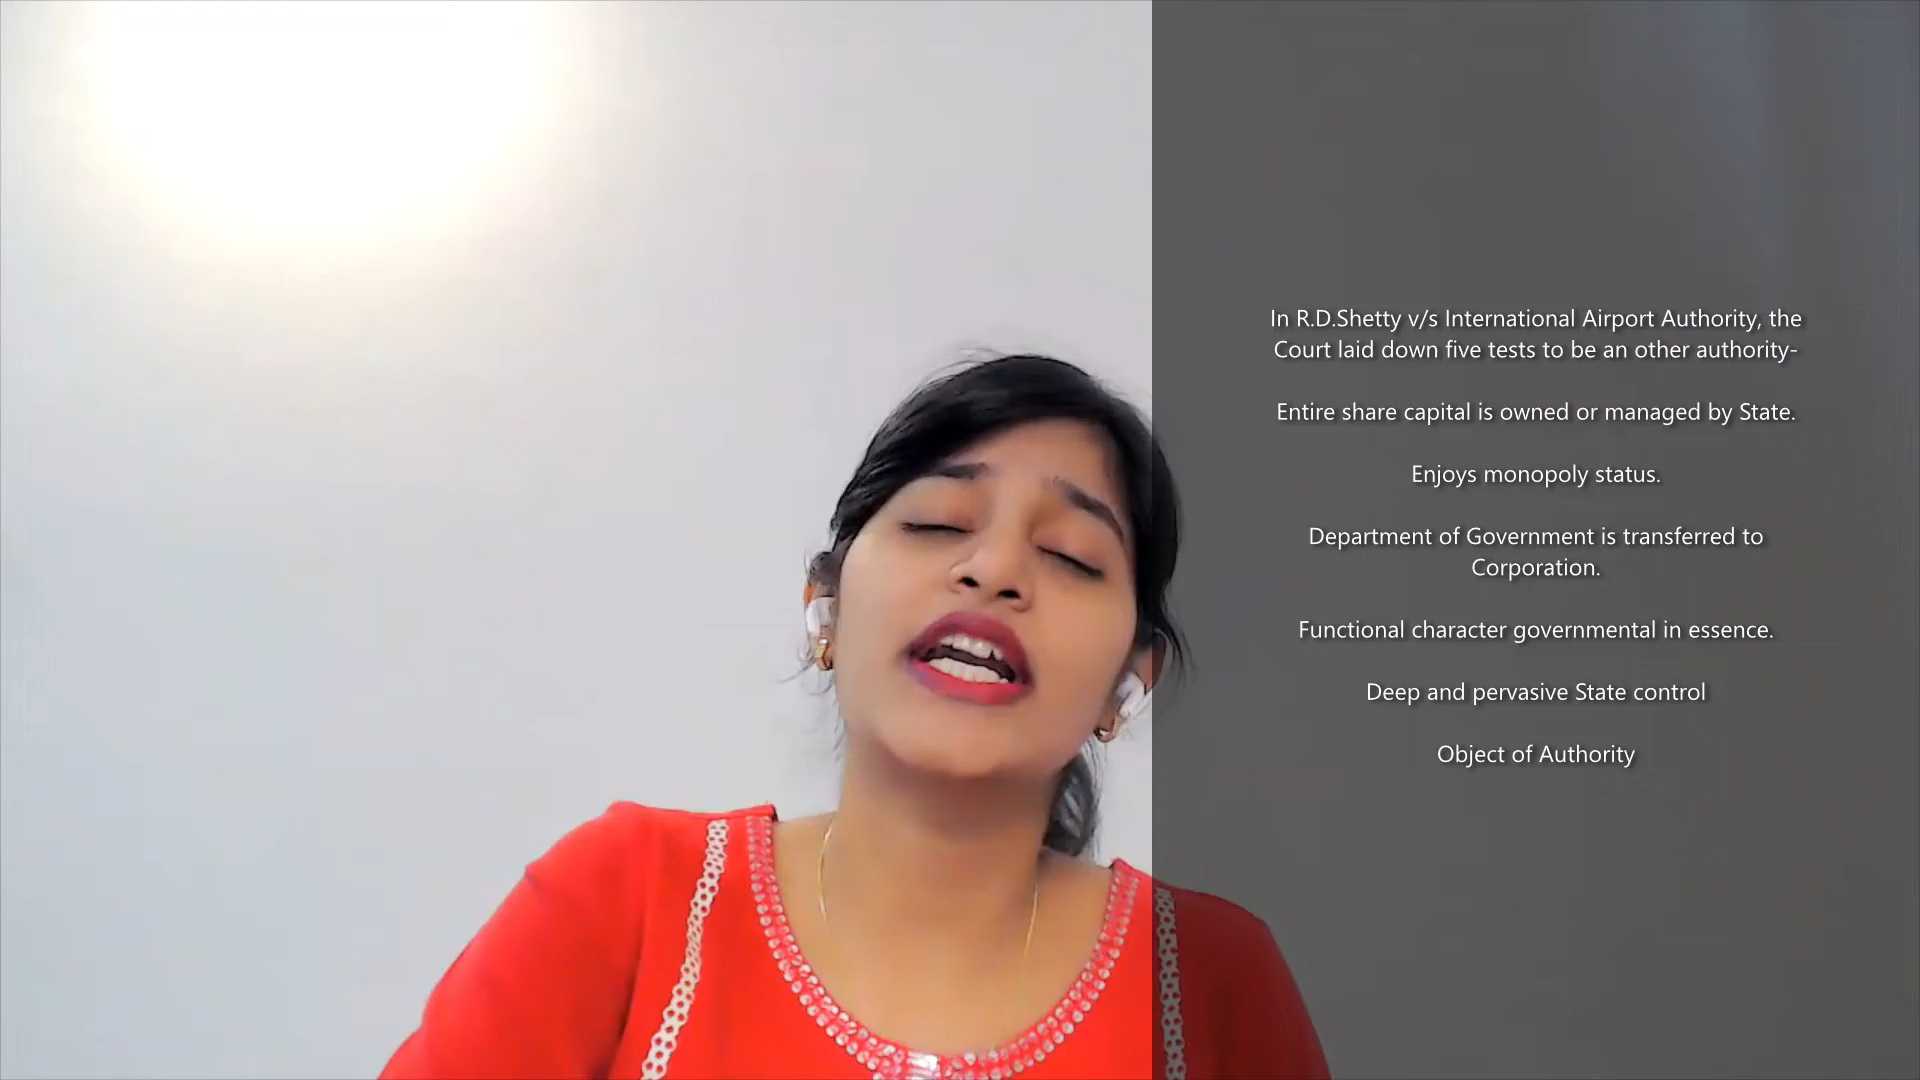 In R.D.Shetty v/s International Airport Authority, the
Court laid down five tests to be an other authority-
Entire share capital is owned or managed by State.
Enjoys monopoly status.
Department of Government is transferred to
Corporation.
Functional character governmental in essence.
Deep and pervasive State control
Object of Authority